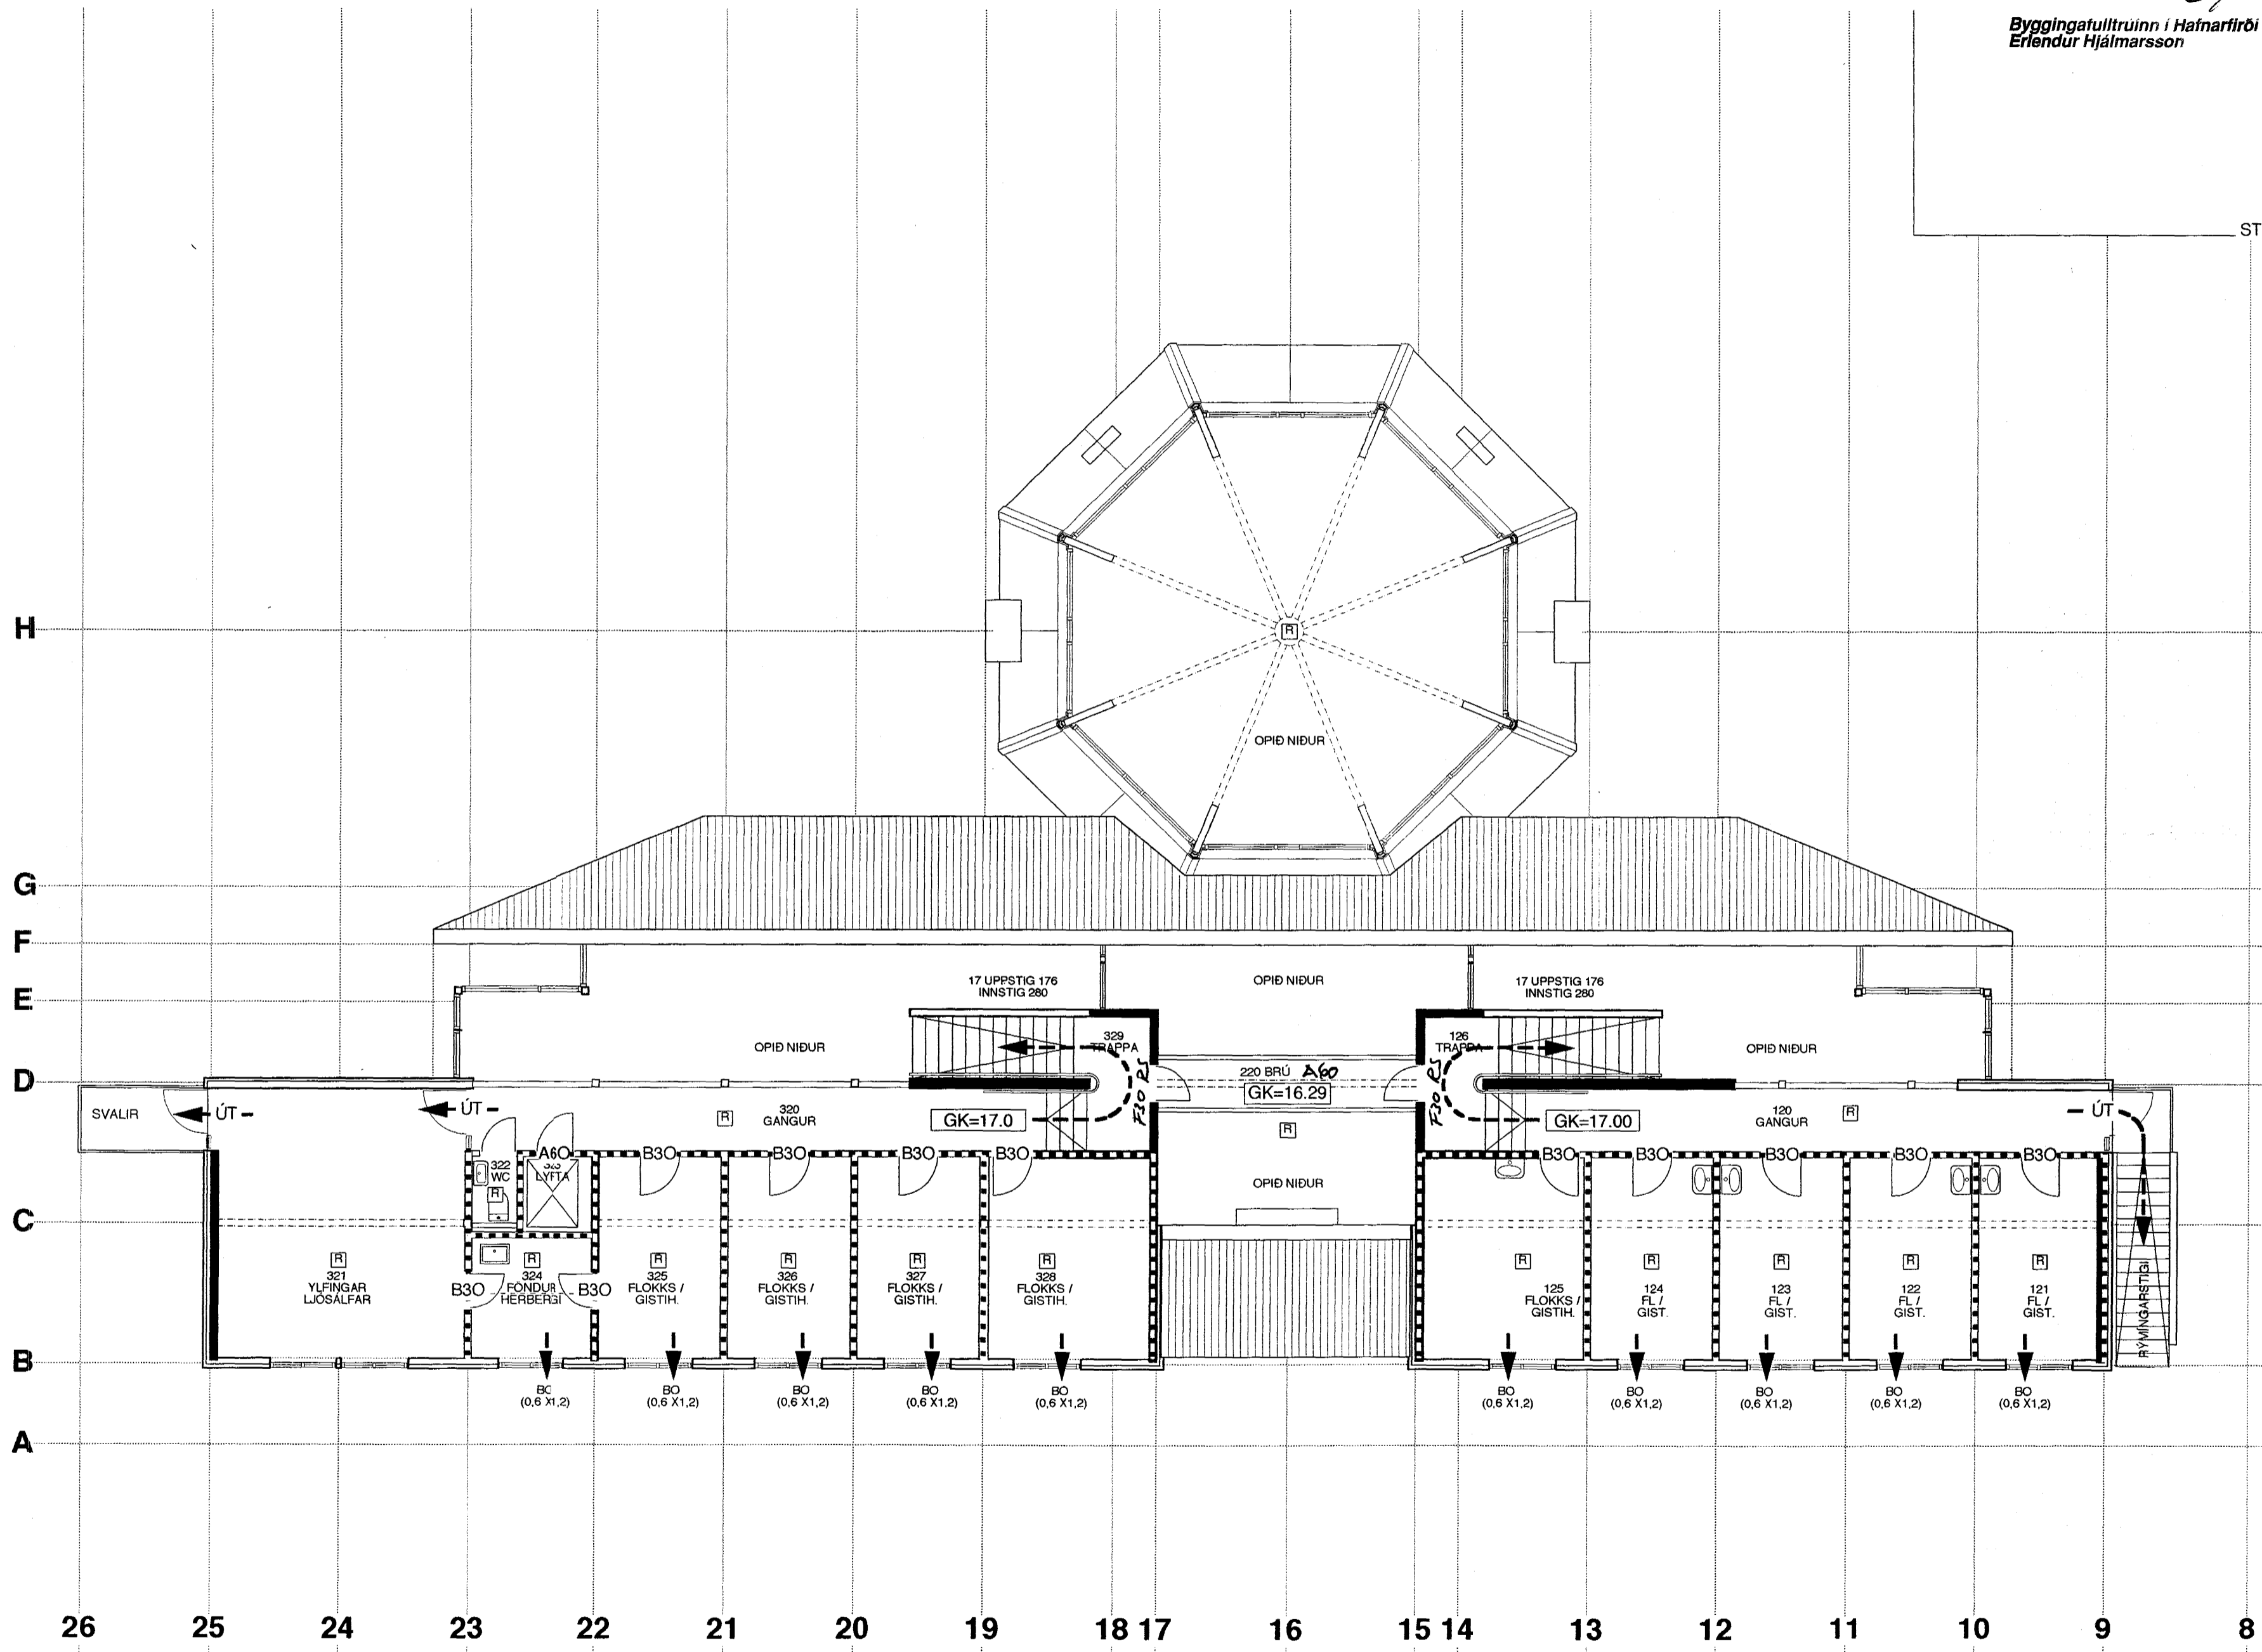 Byggingafulltrúinn í Hafnarfirði
Erlendur Hjálmarsson
ST
H
R
OPIÐ NIÐUR
G
F
E
17 UPPSTIG 176
INNSTIG 280
OPIÐ NIÐUR
17 UPPSTIG 176
INNSTIG 280
OPIÐ NIÐUR
329
TRAPPA
126
TRAPPA
OPIÐ NIÐUR
D
220 BRÚ A60
GK=16.29
F30 RS
F30 RS
SVALIR
ÚT
ÚT
R
320
GANGUR
GK=17.0
R
GK=17.00
120
GANGUR
R
ÚT
322
WC
R
A60
323
LYFTA
B30
B30
B30
B30
B30
B30
B30
B30
B30
OPIÐ NIÐUR
C
R
321
YLFINGAR
LJÓSÁLFAR
B30
R
324
FÖNDUR
HERBERGI
B30
R
325
FLOKKS /
GISTIH.
R
326
FLOKKS /
GISTIH.
R
327
FLOKKS /
GISTIH.
R
328
FLOKKS /
GISTIH.
R
125
FLOKKS /
GISTIH.
R
124
FL /
GIST.
R
123
FL /
GIST.
R
122
FL /
GIST.
R
121
FL /
GIST.
RÝMINGARSTIGI
B
BO
(0,6 X1,2)
BO
(0,6 X1,2)
BO
(0,6 X1,2)
BO
(0,6 X1,2)
BO
(0,6 X1,2)
BO
(0,6 X1,2)
BO
(0,6 X1,2)
BO
(0,6 X1,2)
BO
(0,6 X1,2)
BO
(0,6 X1,2)
A
26 25 24 23 22 21 20 19 18 17 16 15 14 13 12 11 10 9 8